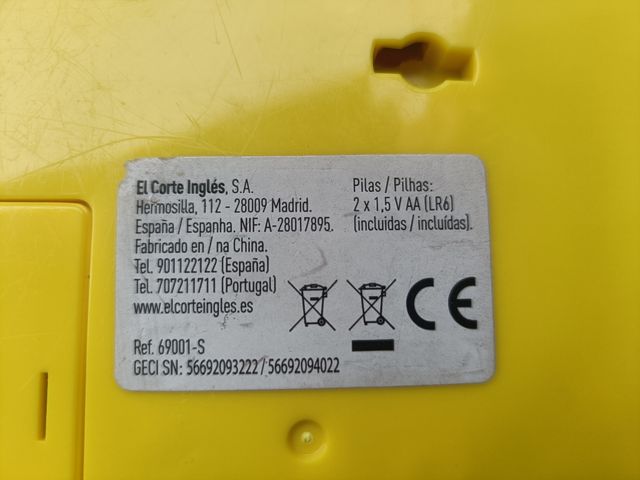 El Corte Inglés, S.A.
Hermosilla, 112 - 28009 Madrid.
España / Espanha. NIF: A-28017895.
Fabricado en / na China.
Tel. 901122122 (España)
Tel. 707211711 (Portugal)
www.elcorteingles.es
Ref. 69001-S
GECI SN: 56692093222 / 56692094022
Pilas / Pilhas:
2 x 1,5 V AA (LR6)
(incluidas / incluídas).
CE